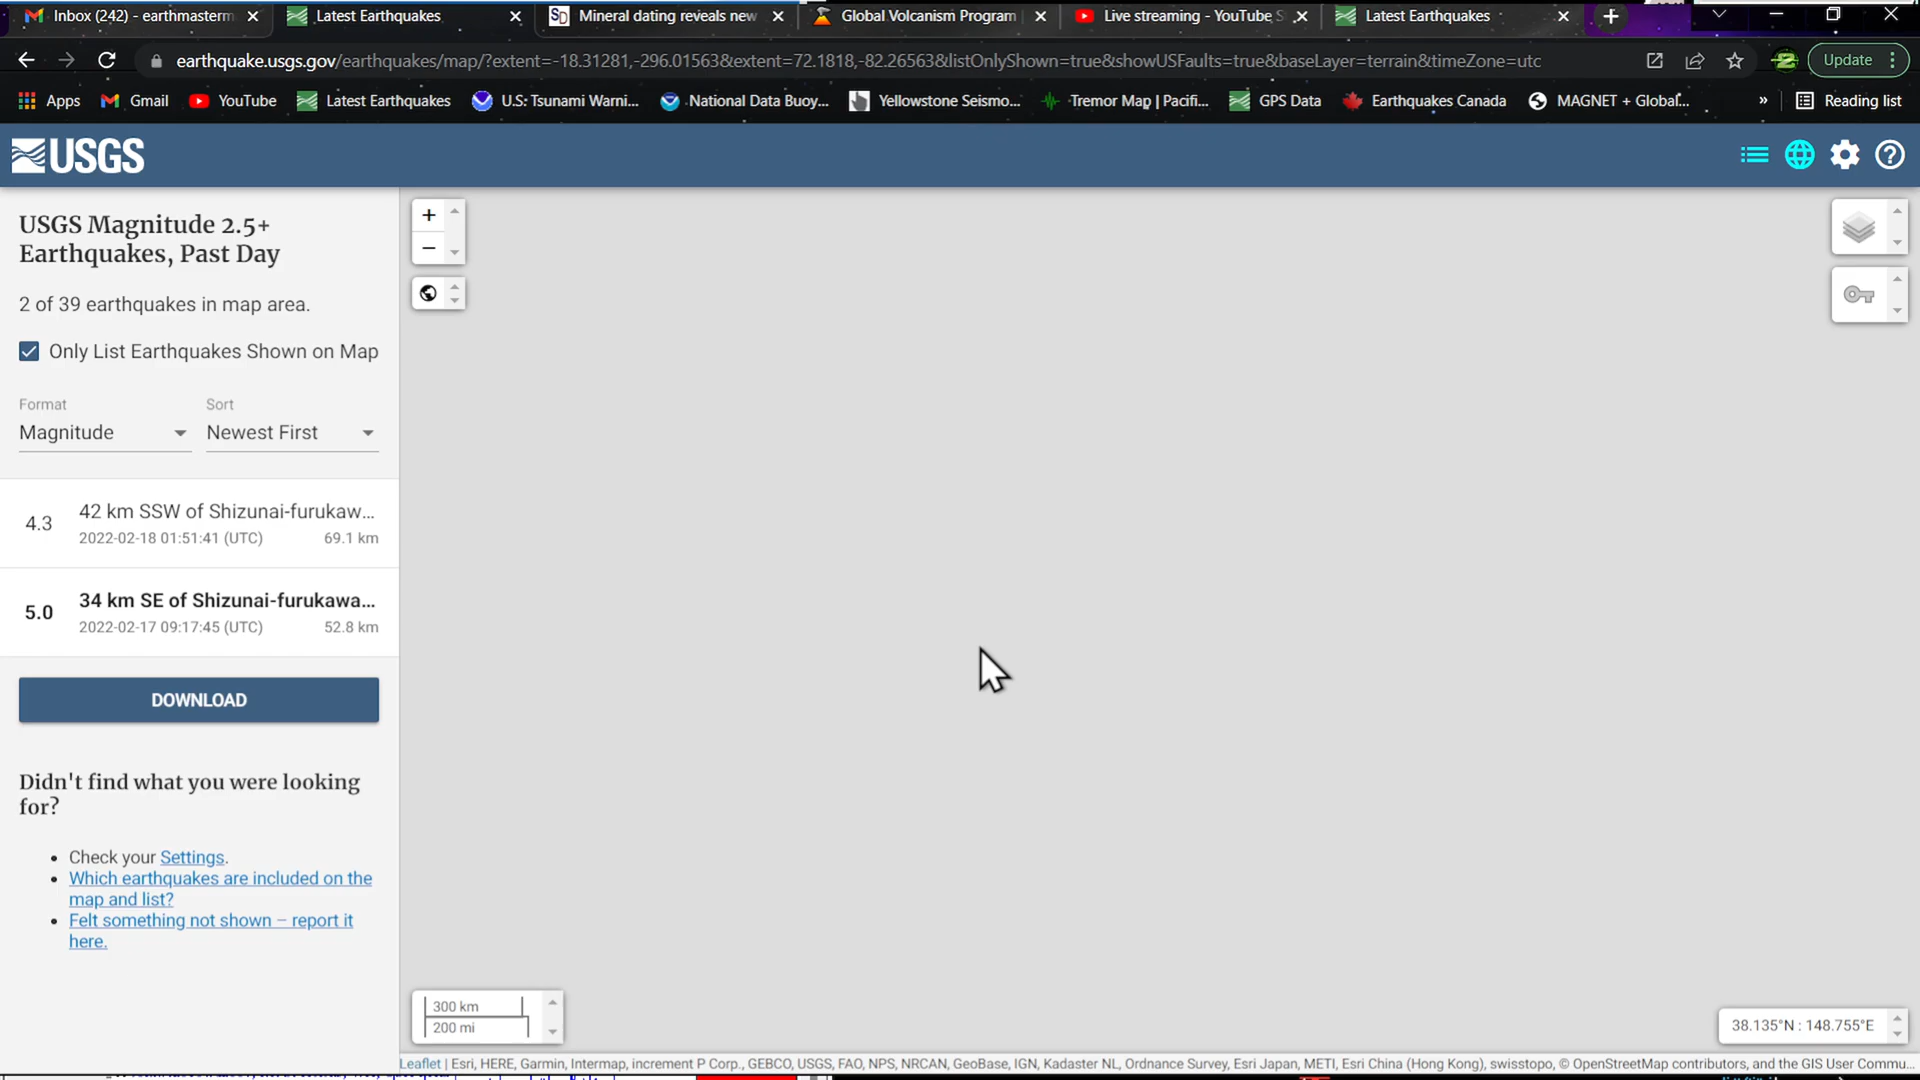 Inbox (242) - earthmasterm
Latest Earthquakes
SD Mineral dating reveals new
Global Volcanism Program
Live streaming - YouTube S
Latest Earthquakes
earthquake.usgs.gov/earthquakes/map/?extent=-18.31281,-296.01563&extent=72.1818,-82.26563&listOnlyShown=true&showUSFaults=true&baseLayer=terrain&timeZone=utc
Update
Apps
Gmail
YouTube
Latest Earthquakes
U.S. Tsunami Warni...
National Data Buoy...
Yellowstone Seismo...
Tremor Map | Pacifi...
GPS Data
Earthquakes Canada
MAGNET + Global...
»
Reading list
USGS
USGS Magnitude 2.5+
Earthquakes, Past Day
2 of 39 earthquakes in map area.
Only List Earthquakes Shown on Map
Format
Sort
Magnitude
Newest First
4.3
42 km SSW of Shizunai-furukaw...
2022-02-18 01:51:41 (UTC)
69.1 km
5.0
34 km SE of Shizunai-furukawa...
2022-02-17 09:17:45 (UTC)
52.8 km
DOWNLOAD
Didn't find what you were looking
for?
Check your Settings.
Which earthquakes are included on the
map and list?
Felt something not shown – report it
here.
+
−
300 km
200 mi
38.135°N : 148.755°E
Leaflet | Esri, HERE, Garmin, Intermap, increment P Corp., GEBCO, USGS, FAO, NPS, NRCAN, GeoBase, IGN, Kadaster NL, Ordnance Survey, Esri Japan, METI, Esri China (Hong Kong), swisstopo, © OpenStreetMap contributors, and the GIS User Commu...